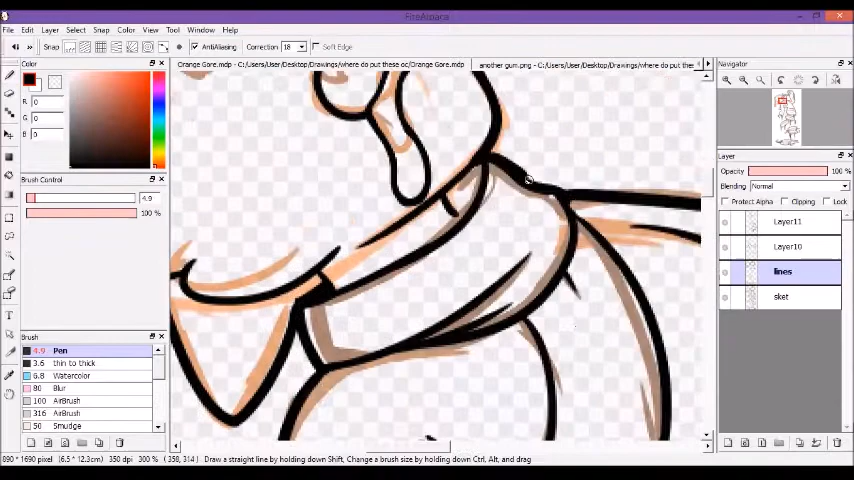 FireAlpaca
File Edit Layer Select Snap Color View Tool Window Help
Snap AntiAliasing Correction 18 Soft Edge
Orange Gore.mdp - C:/Users/User/Desktop/Drawings/where do put these oc/Orange Gore.mdp another gum.png - C:/Users/User/Desktop/Drawings/where do put thes
Color
R 0
G 0
B 0
Brush Control
4.9
100 %
Brush
4.9 Pen
3.6 thin to thick
6.8 Watercolor
80 Blur
100 AirBrush
316 AirBrush
50 Smudge
Navigator
Layer
Opacity 100 %
Blending Normal
Protect Alpha Clipping Lock
Layer11
Layer10
lines
sket
890 * 1690 pixel (6.5 * 12.3cm) 350 dpi 300 % (358, 314) Draw a straight line by holding down Shift, Change a brush size by holding down Ctrl, Alt, and drag